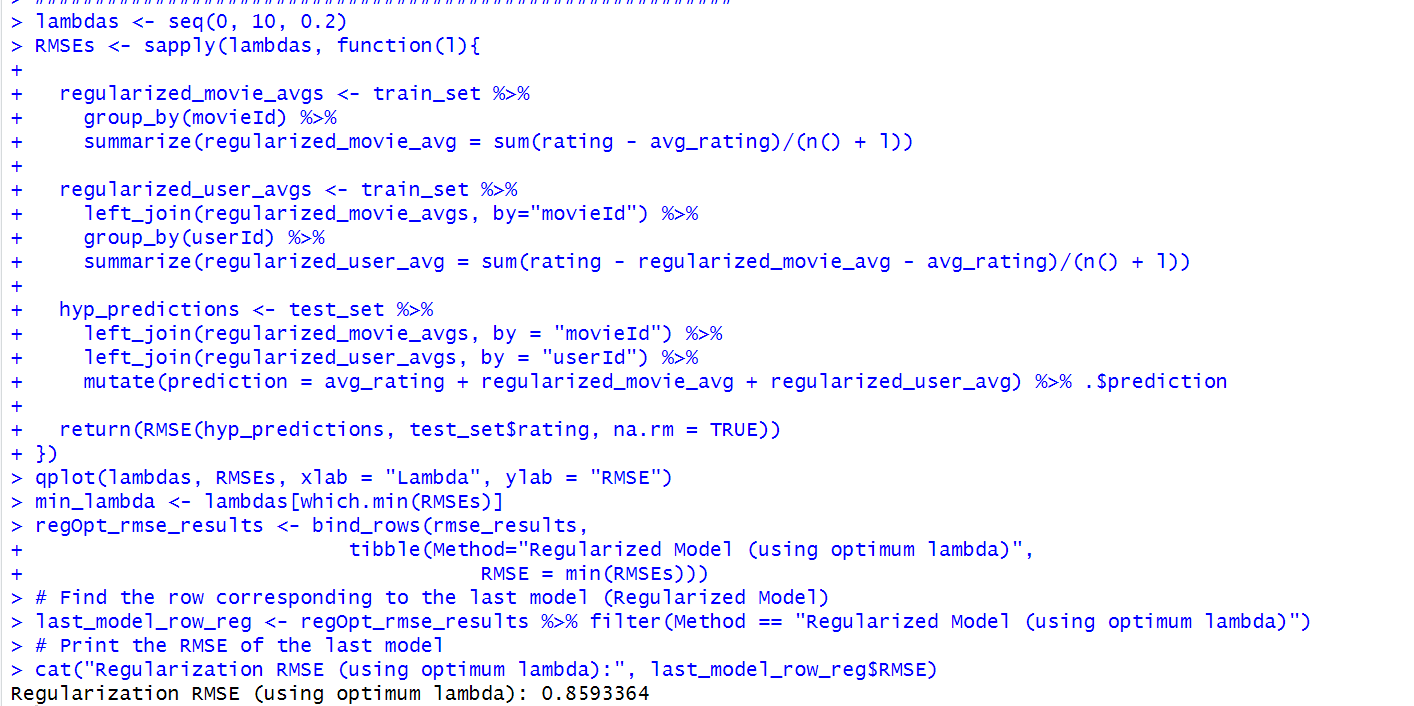 > lambdas <- seq(0, 10, 0.2)
> RMSEs <- sapply(lambdas, function(l){
+
+   regularized_movie_avgs <- train_set %>%
+     group_by(movieId) %>%
+     summarize(regularized_movie_avg = sum(rating - avg_rating)/(n() + l))
+
+   regularized_user_avgs <- train_set %>%
+     left_join(regularized_movie_avgs, by="movieId") %>%
+     group_by(userId) %>%
+     summarize(regularized_user_avg = sum(rating - regularized_movie_avg - avg_rating)/(n() + l))
+
+   hyp_predictions <- test_set %>%
+     left_join(regularized_movie_avgs, by = "movieId") %>%
+     left_join(regularized_user_avgs, by = "userId") %>%
+     mutate(prediction = avg_rating + regularized_movie_avg + regularized_user_avg) %>% .$prediction
+
+   return(RMSE(hyp_predictions, test_set$rating, na.rm = TRUE))
+ })
> qplot(lambdas, RMSEs, xlab = "Lambda", ylab = "RMSE")
> min_lambda <- lambdas[which.min(RMSEs)]
> regOpt_rmse_results <- bind_rows(rmse_results,
+                           tibble(Method="Regularized Model (using optimum lambda)",
+                                      RMSE = min(RMSEs)))
> # Find the row corresponding to the last model (Regularized Model)
> last_model_row_reg <- regOpt_rmse_results %>% filter(Method == "Regularized Model (using optimum lambda)")
> # Print the RMSE of the last model
> cat("Regularization RMSE (using optimum lambda):", last_model_row_reg$RMSE)
Regularization RMSE (using optimum lambda): 0.8593364